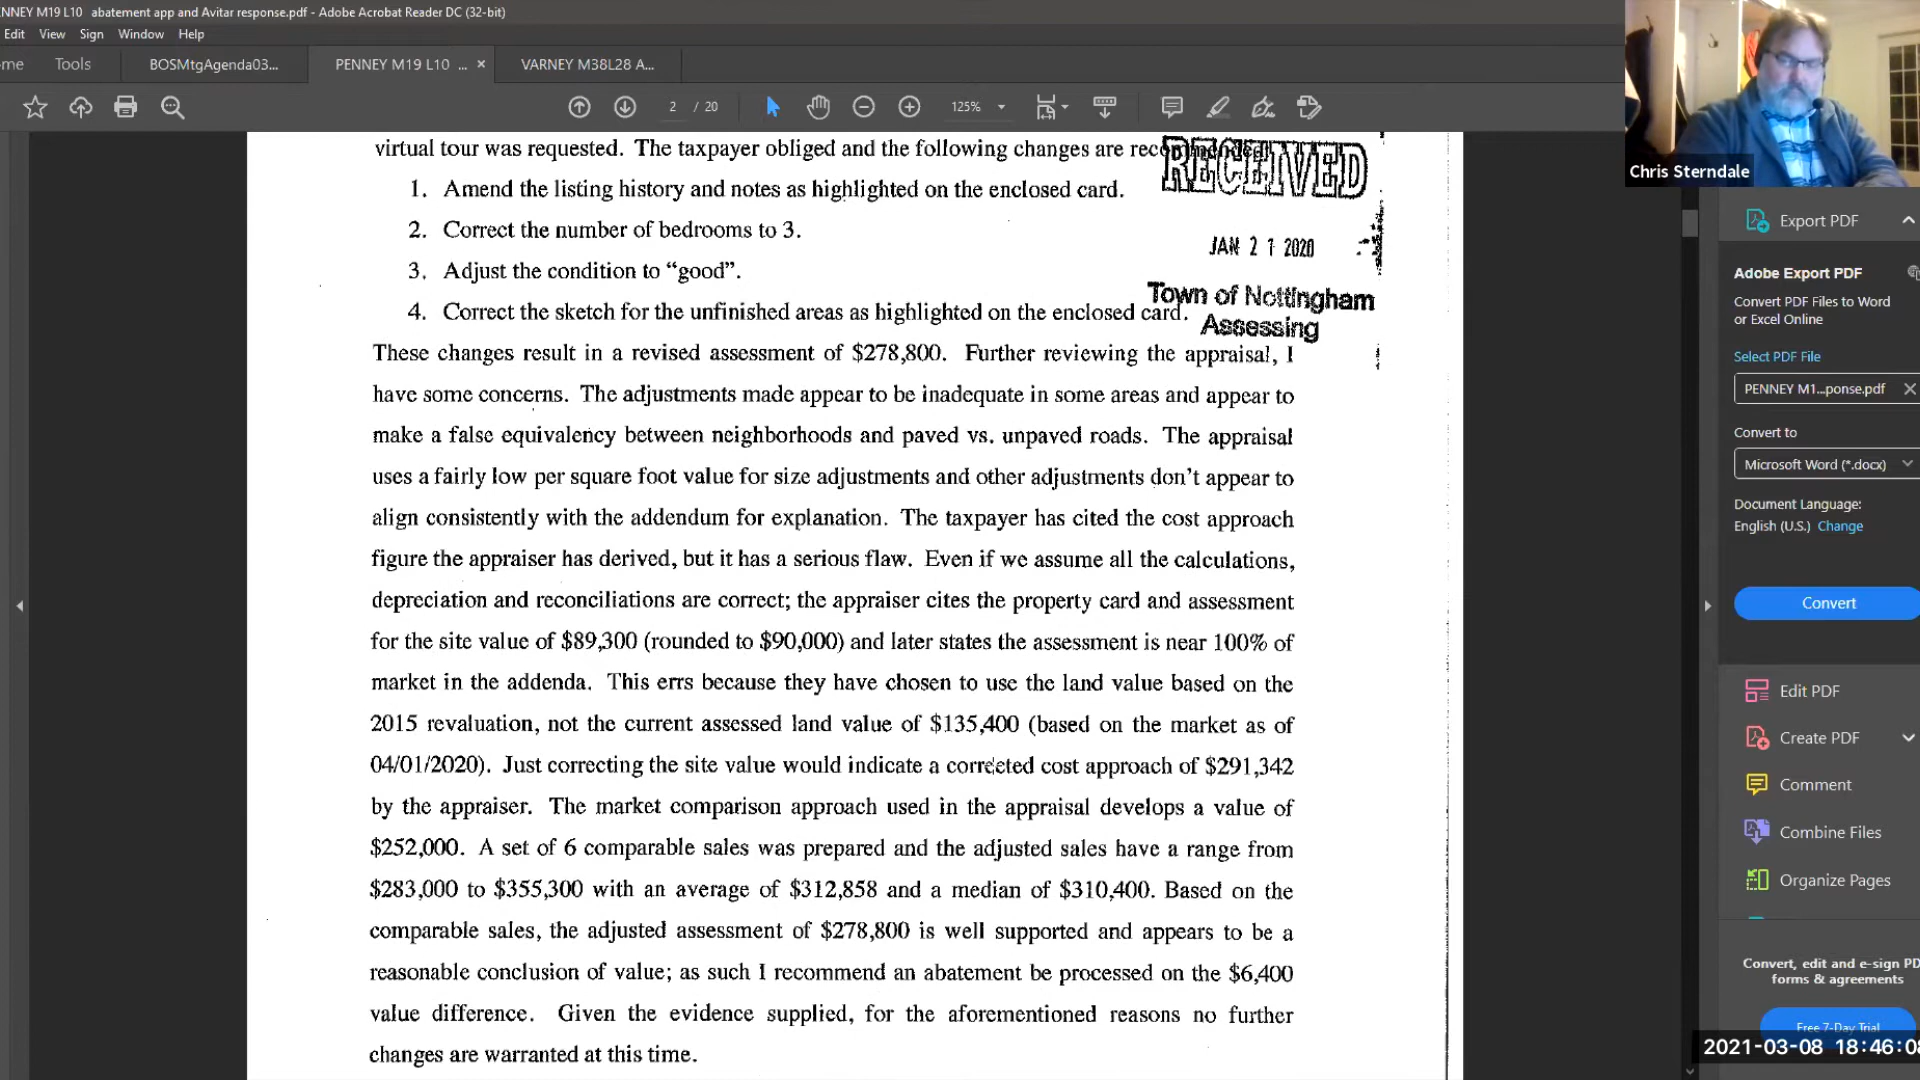 NNEY M19 L10 abatement app and Avitar response.pdf - Adobe Acrobat Reader DC (32-bit)
Edit View Sign Window Help
me Tools BOSMtgAgenda03... PENNEY M19 L10 ... × VARNEY M38L28 A...
2 / 20 125%
Chris Sterndale
virtual tour was requested. The taxpayer obliged and the following changes are recommended:
RECEIVED
1. Amend the listing history and notes as highlighted on the enclosed card.
2. Correct the number of bedrooms to 3.
JAN 2 1 2020
3. Adjust the condition to “good”.
Town of Nottingham
Assessing
4. Correct the sketch for the unfinished areas as highlighted on the enclosed card.
These changes result in a revised assessment of $278,800. Further reviewing the appraisal, I
have some concerns. The adjustments made appear to be inadequate in some areas and appear to
make a false equivalency between neighborhoods and paved vs. unpaved roads. The appraisal
uses a fairly low per square foot value for size adjustments and other adjustments don’t appear to
align consistently with the addendum for explanation. The taxpayer has cited the cost approach
figure the appraiser has derived, but it has a serious flaw. Even if we assume all the calculations,
depreciation and reconciliations are correct; the appraiser cites the property card and assessment
for the site value of $89,300 (rounded to $90,000) and later states the assessment is near 100% of
market in the addenda. This errs because they have chosen to use the land value based on the
2015 revaluation, not the current assessed land value of $135,400 (based on the market as of
04/01/2020). Just correcting the site value would indicate a corrected cost approach of $291,342
by the appraiser. The market comparison approach used in the appraisal develops a value of
$252,000. A set of 6 comparable sales was prepared and the adjusted sales have a range from
$283,000 to $355,300 with an average of $312,858 and a median of $310,400. Based on the
comparable sales, the adjusted assessment of $278,800 is well supported and appears to be a
reasonable conclusion of value; as such I recommend an abatement be processed on the $6,400
value difference. Given the evidence supplied, for the aforementioned reasons no further
changes are warranted at this time.
Export PDF
Adobe Export PDF
Convert PDF Files to Word
or Excel Online
Select PDF File
PENNEY M1...ponse.pdf
Convert to
Microsoft Word (*.docx)
Document Language:
English (U.S.) Change
Convert
Edit PDF
Create PDF
Comment
Combine Files
Organize Pages
Convert, edit and e-sign PD
forms & agreements
Free 7-Day Trial
2021-03-08 18:46:08